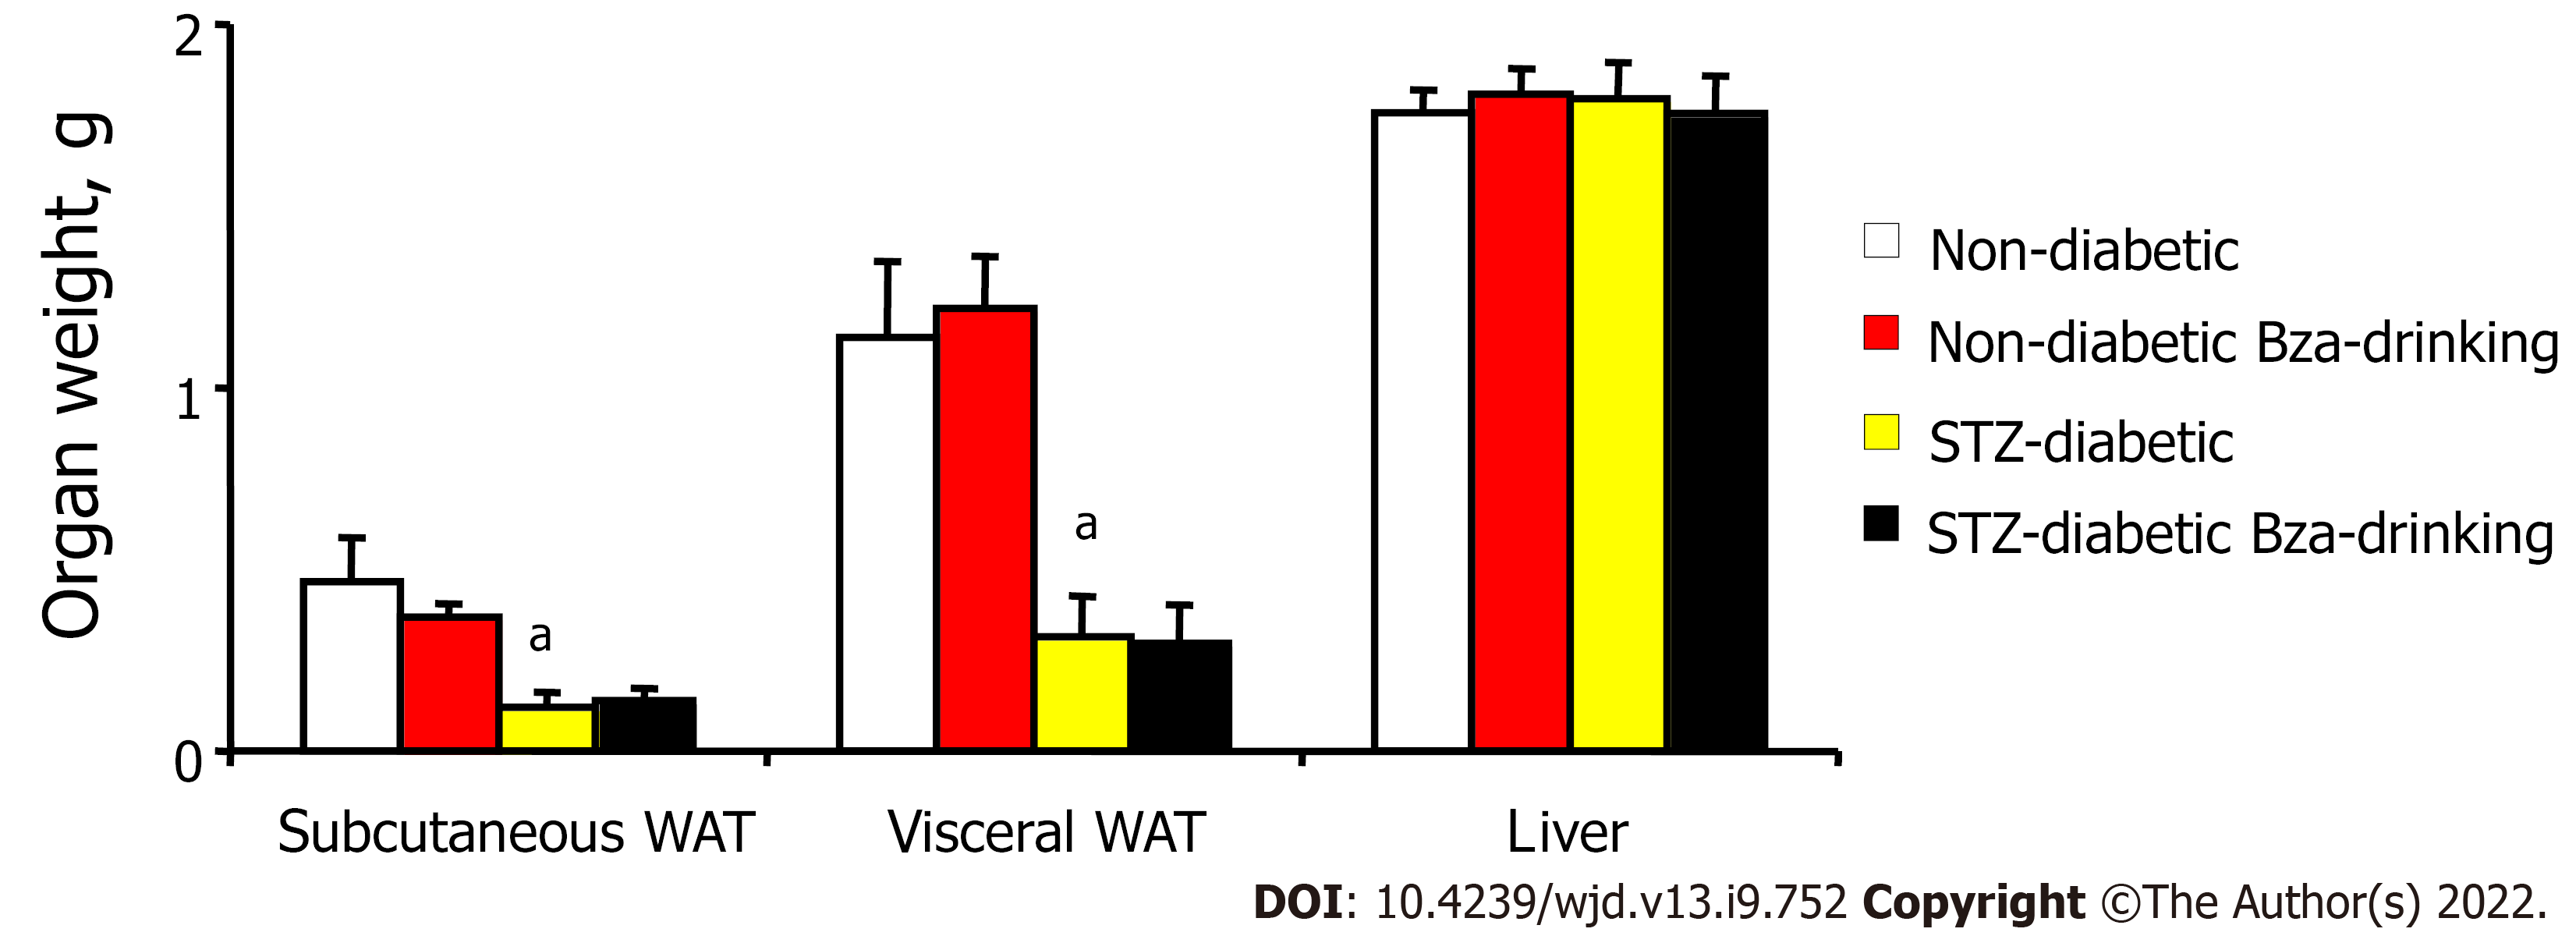 Organ weight, g
2
1
0
a
a
Subcutaneous WAT
Visceral WAT
Liver
Non-diabetic
Non-diabetic Bza-drinking
STZ-diabetic
STZ-diabetic Bza-drinking
DOI: 10.4239/wjd.v13.i9.752 Copyright ©The Author(s) 2022.